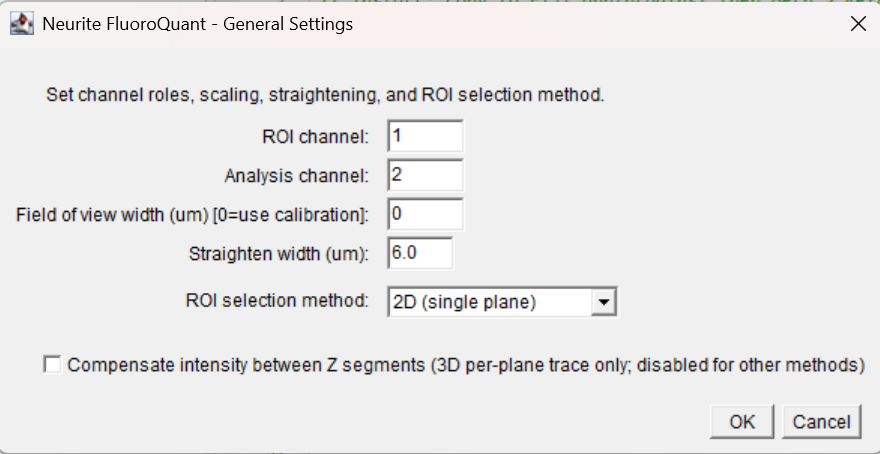 Neurite FluoroQuant - General Settings
Set channel roles, scaling, straightening, and ROI selection method.
ROI channel: 1
Analysis channel: 2
Field of view width (um) [0=use calibration]: 0
Straighten width (um): 6.0
ROI selection method: 2D (single plane)
Compensate intensity between Z segments (3D per-plane trace only; disabled for other methods)
OK Cancel